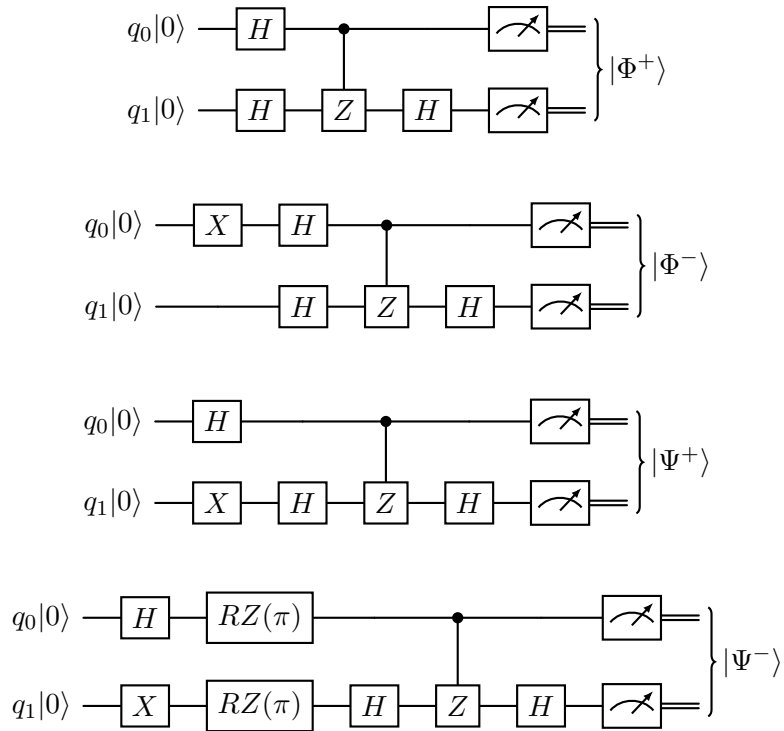 q₀|0⟩ H |Φ⁺⟩
q₁|0⟩ H Z H
q₀|0⟩ X H |Φ⁻⟩
q₁|0⟩ H Z H
q₀|0⟩ H |Ψ⁺⟩
q₁|0⟩ X H Z H
q₀|0⟩ H RZ(π) |Ψ⁻⟩
q₁|0⟩ X RZ(π) H Z H